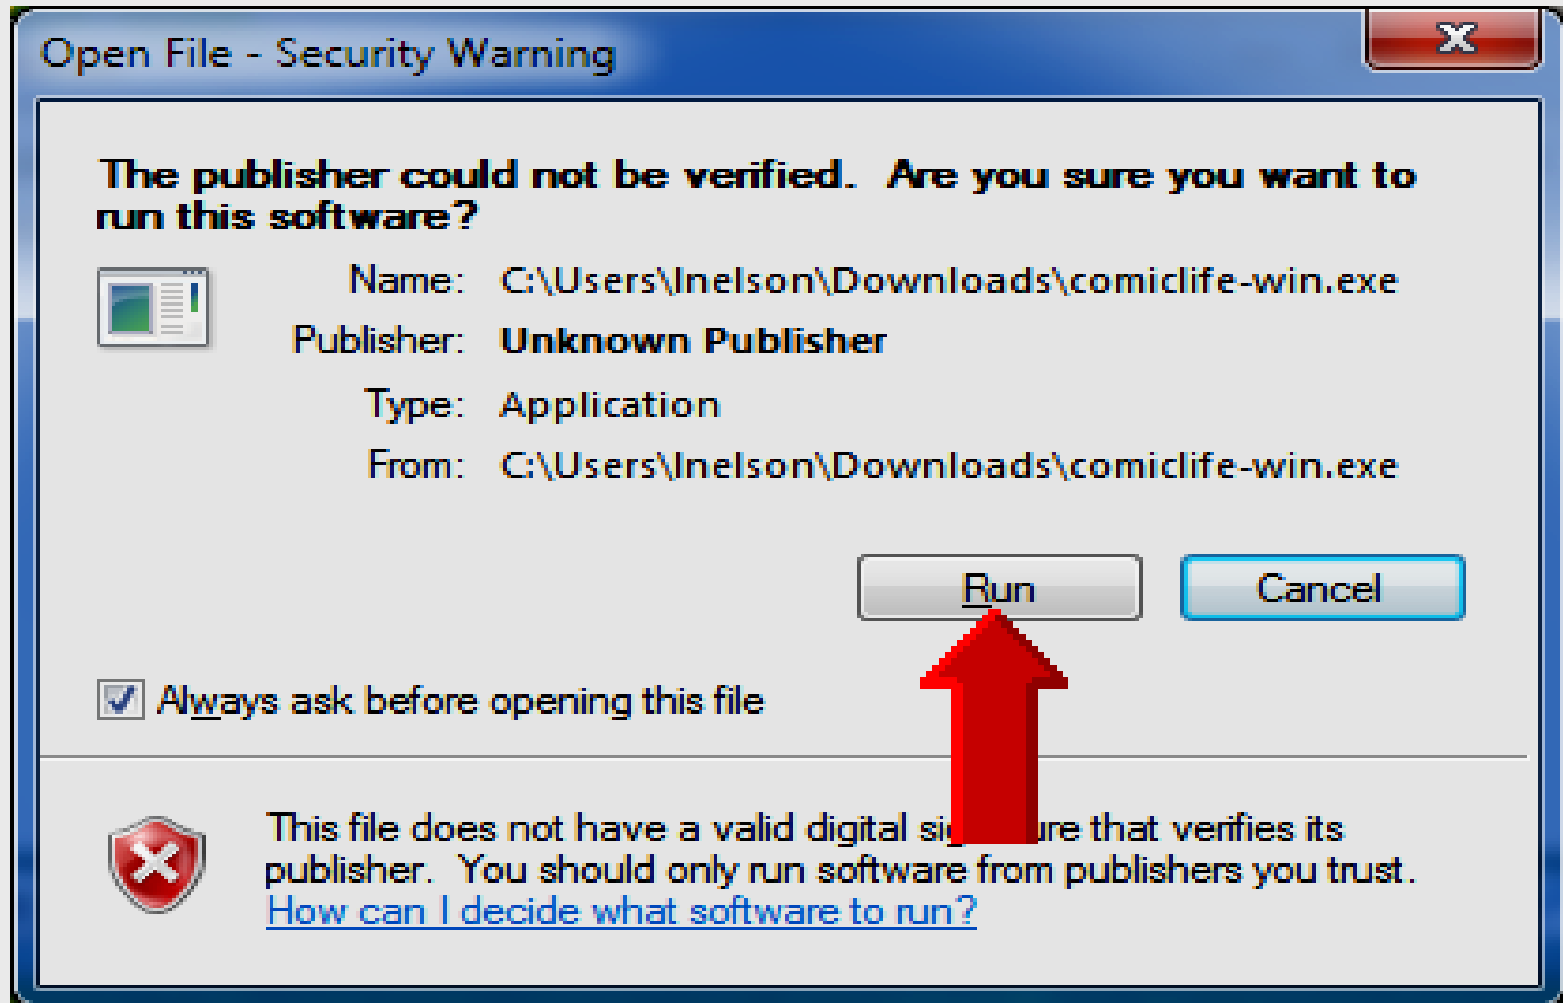 Open File - Security Warning
The publisher could not be verified. Are you sure you want to
run this software?
Name: C:\Users\lnelson\Downloads\comiclife-win.exe
Publisher: Unknown Publisher
Type: Application
From: C:\Users\lnelson\Downloads\comiclife-win.exe
Run Cancel
Always ask before opening this file
This file does not have a valid digital that verifies its
publisher. You should only run software from publishers you trust.
How can I decide what software to run?